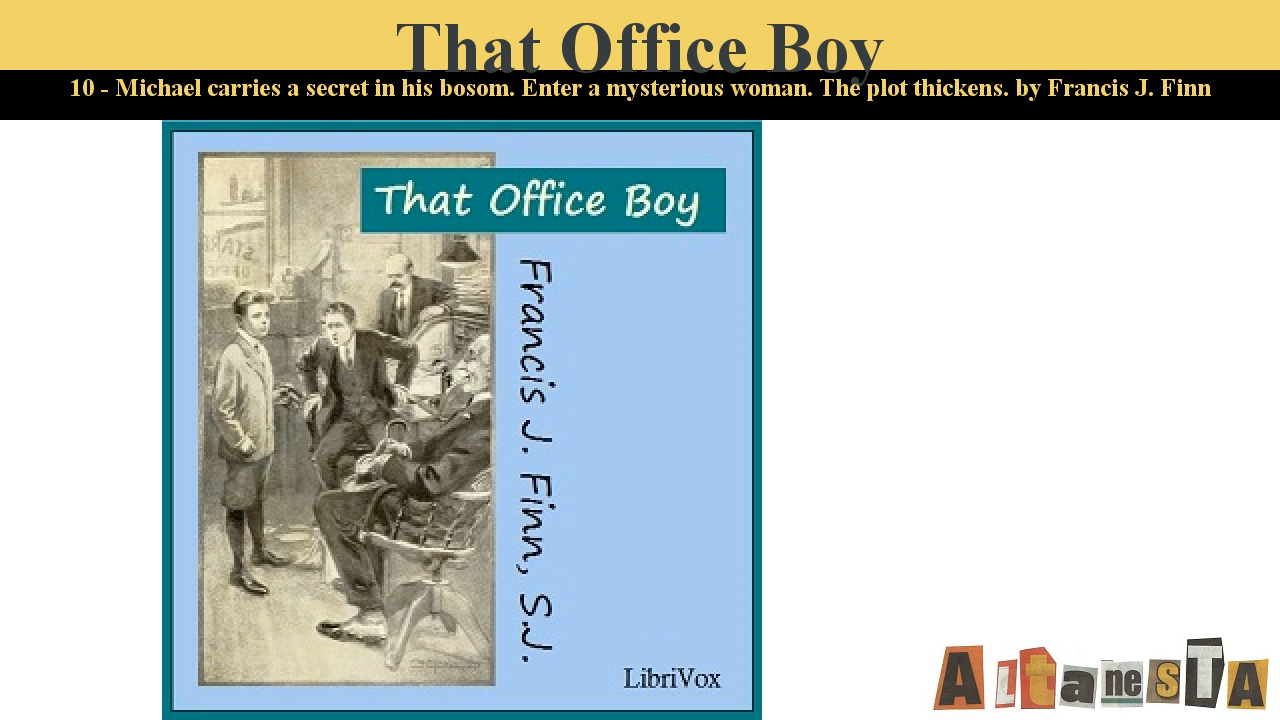 That Office Boy
10 - Michael carries a secret in his bosom. Enter a mysterious woman. The plot thickens. by Francis J. Finn
That Office Boy
Francis J. Finn, S.J.
LibriVox
AlTaneSTA